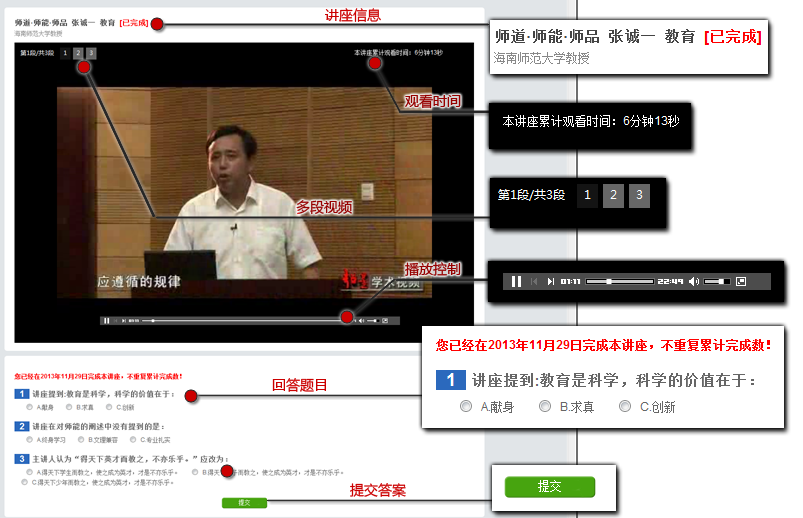 讲座信息
师道·师能·师品 张诚一 教育 [已完成]
海南师范大学教授
第1段/共3段 1 2 3
本讲座累计观看时间：6分钟13秒
观看时间
多段视频
应遵循的规律
学术视频
播放控制
您已经在2013年11月29日完成本讲座，不重复累计完成数！
1 讲座提到:教育是科学，科学的价值在于：
A.献身 B.求真 C.创新
回答题目
2 讲座在对师能的阐述中没有提到的是：
A.终身学习 B.文理兼容 C.专业扎实
3 主讲人认为“得天下英才而教之，不亦乐乎。”应改为：
A.得天下学生而教之，使之成为英才，才是不亦乐乎。 B.得天
而教之，使之成为英才，才是不亦乐乎。
C.得天下少年而教之，使之成为英才，才是不亦乐乎。
提交答案
提交
师道·师能·师品 张诚一 教育 [已完成]
海南师范大学教授
本讲座累计观看时间：6分钟13秒
第1段/共3段 1 2 3
01:11 22:49
您已经在2013年11月29日完成本讲座，不重复累计完成数！
1 讲座提到:教育是科学，科学的价值在于：
A.献身 B.求真 C.创新
提交